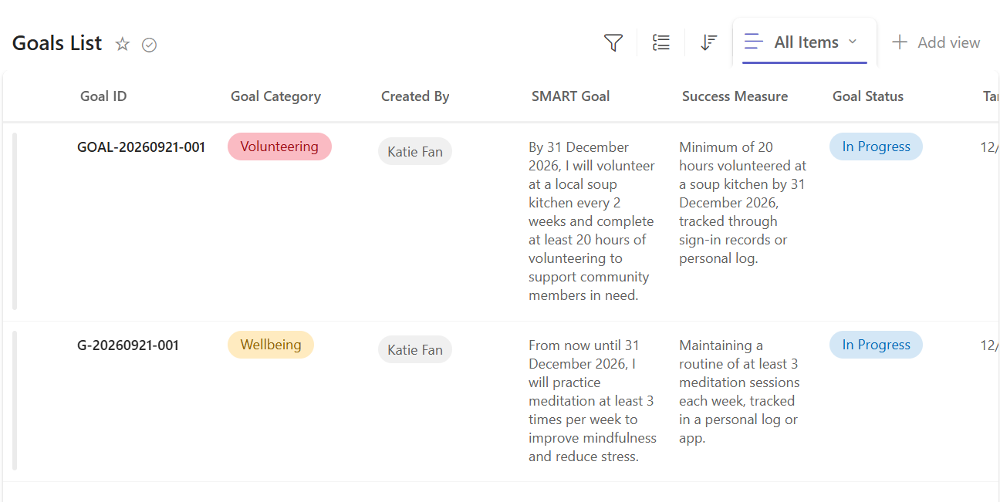 Goals List
All Items
Add view
Goal ID
Goal Category
Created By
SMART Goal
Success Measure
Goal Status
Tar
GOAL-20260921-001
Volunteering
Katie Fan
By 31 December
2026, I will volunteer
at a local soup
kitchen every 2
weeks and complete
at least 20 hours of
volunteering to
support community
members in need.
Minimum of 20
hours volunteered at
a soup kitchen by 31
December 2026,
tracked through
sign-in records or
personal log.
In Progress
12/
G-20260921-001
Wellbeing
Katie Fan
From now until 31
December 2026, I
will practice
meditation at least 3
times per week to
improve mindfulness
and reduce stress.
Maintaining a
routine of at least 3
meditation sessions
each week, tracked
in a personal log or
app.
In Progress
12/